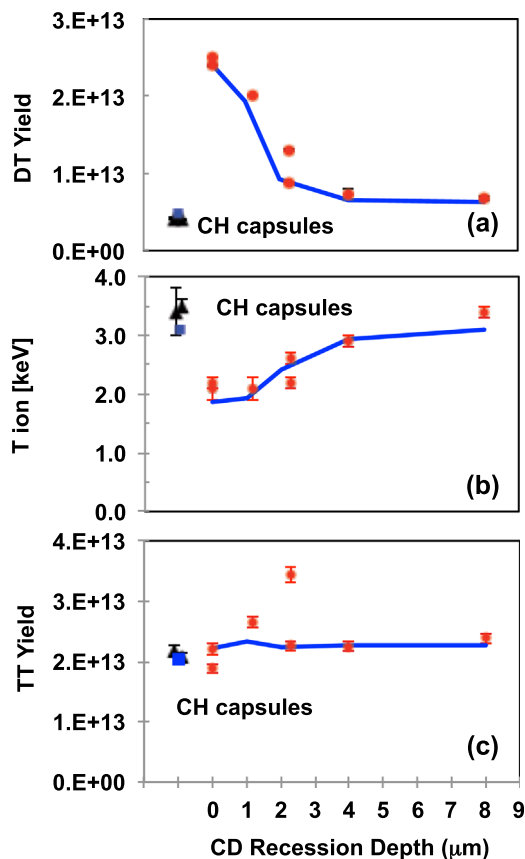 3.E+13
2.E+13
1.E+13
0.E+00
DT Yield
CH capsules
(a)
4.0
3.0
2.0
1.0
0.0
T ion [keV]
CH capsules
(b)
4.E+13
3.E+13
2.E+13
1.E+13
0.E+00
TT Yield
CH capsules
(c)
0 1 2 3 4 5 6 7 8 9
CD Recession Depth (μm)